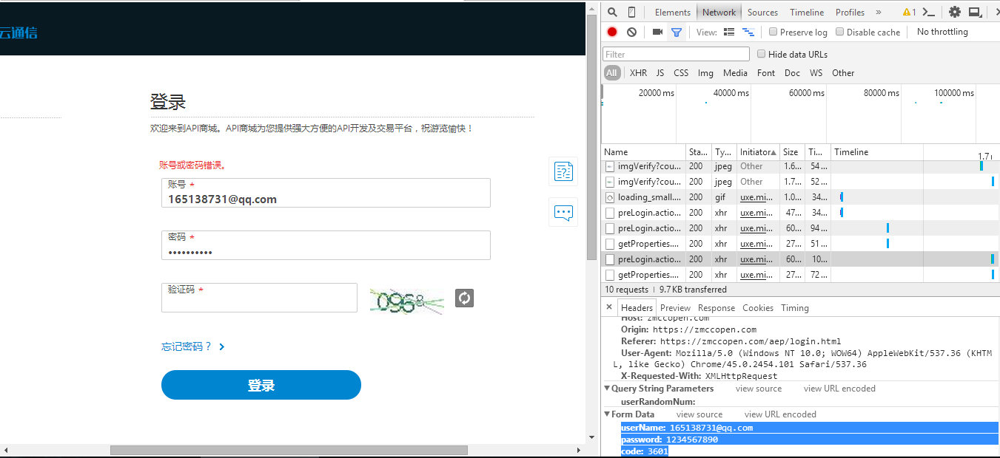 云通信
登录
欢迎来到API商城。API商城为您提供强大方便的API开发及交易平台，祝游览愉快！
账号或密码错误。
账号 *
165138731@qq.com
密码 *
••••••••••
验证码 *
0968
忘记密码？ >
登录
Elements Network Sources Timeline Profiles » 1
View: Preserve log Disable cache No throttling
Filter Hide data URLs
All XHR JS CSS Img Media Font Doc WS Other
20000 ms 40000 ms 60000 ms 80000 ms 100000 ms
Name Sta... Ty... Initiator Size Ti... Timeline 1.7
imgVerify?cou... 200 jpeg Other 1.6... 54...
imgVerify?cou... 200 jpeg Other 1.7... 52...
loading_small.... 200 gif uxe.mi... 1.0... 34...
preLogin.actio... 200 xhr uxe.mi... 47... 34...
preLogin.actio... 200 xhr uxe.mi... 60... 94...
getProperties.... 200 xhr uxe.mi... 27... 51...
preLogin.actio... 200 xhr uxe.mi... 60... 10...
getProperties.... 200 xhr uxe.mi... 27... 72...
10 requests | 9.7 KB transferred
× Headers Preview Response Cookies Timing
Host: zmccopen.com
Origin: https://zmccopen.com
Referer: https://zmccopen.com/aep/login.html
User-Agent: Mozilla/5.0 (Windows NT 10.0; WOW64) AppleWebKit/537.36 (KHTM
L, like Gecko) Chrome/45.0.2454.101 Safari/537.36
X-Requested-With: XMLHttpRequest
Query String Parameters view source view URL encoded
userRandomNum:
Form Data view source view URL encoded
userName: 165138731@qq.com
password: 1234567890
code: 3601